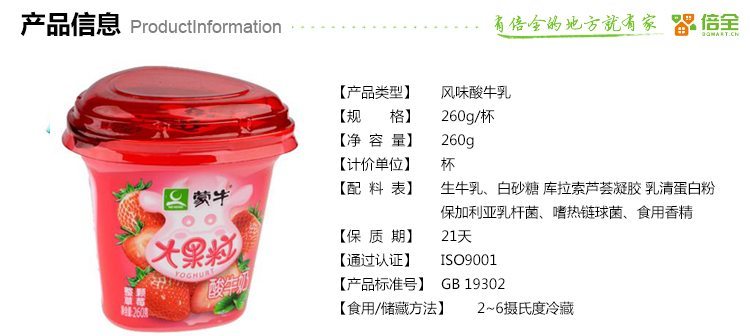 产品信息 ProductInformation
有倍全的地方就有家 倍全
BQMART.CN
【产品类型】 风味酸牛乳
【规 格】 260g/杯
【净 容 量】 260g
【计价单位】 杯
【配 料 表】 生牛乳、白砂糖 库拉索芦荟凝胶 乳清蛋白粉
保加利亚乳杆菌、嗜热链球菌、食用香精
【保 质 期】 21天
【通过认证】 ISO9001
【产品标准号】 GB 19302
【食用/储藏方法】 2~6摄氏度冷藏
蒙牛
大果粒
YOGHURT
酸牛奶
整颗
草莓
净含量:260克